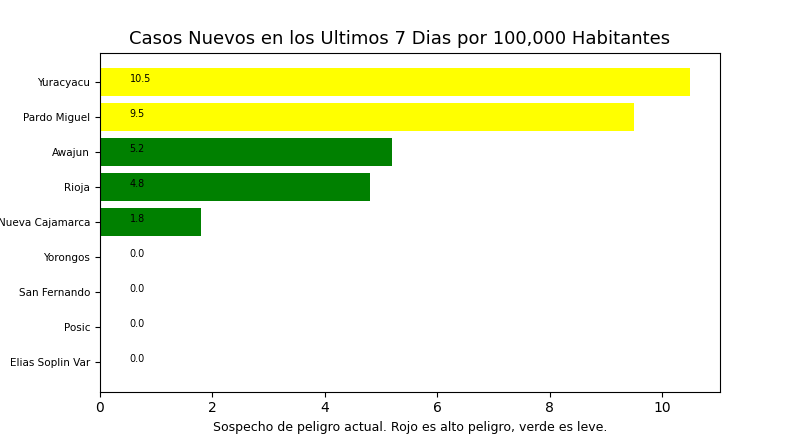 Casos Nuevos en los Ultimos 7 Dias por 100,000 Habitantes
Yuracyacu 10.5
Pardo Miguel 9.5
Awajun 5.2
Rioja 4.8
Nueva Cajamarca 1.8
Yorongos 0.0
San Fernando 0.0
Posic 0.0
Elias Soplin Var 0.0
0 2 4 6 8 10
Sospecho de peligro actual. Rojo es alto peligro, verde es leve.